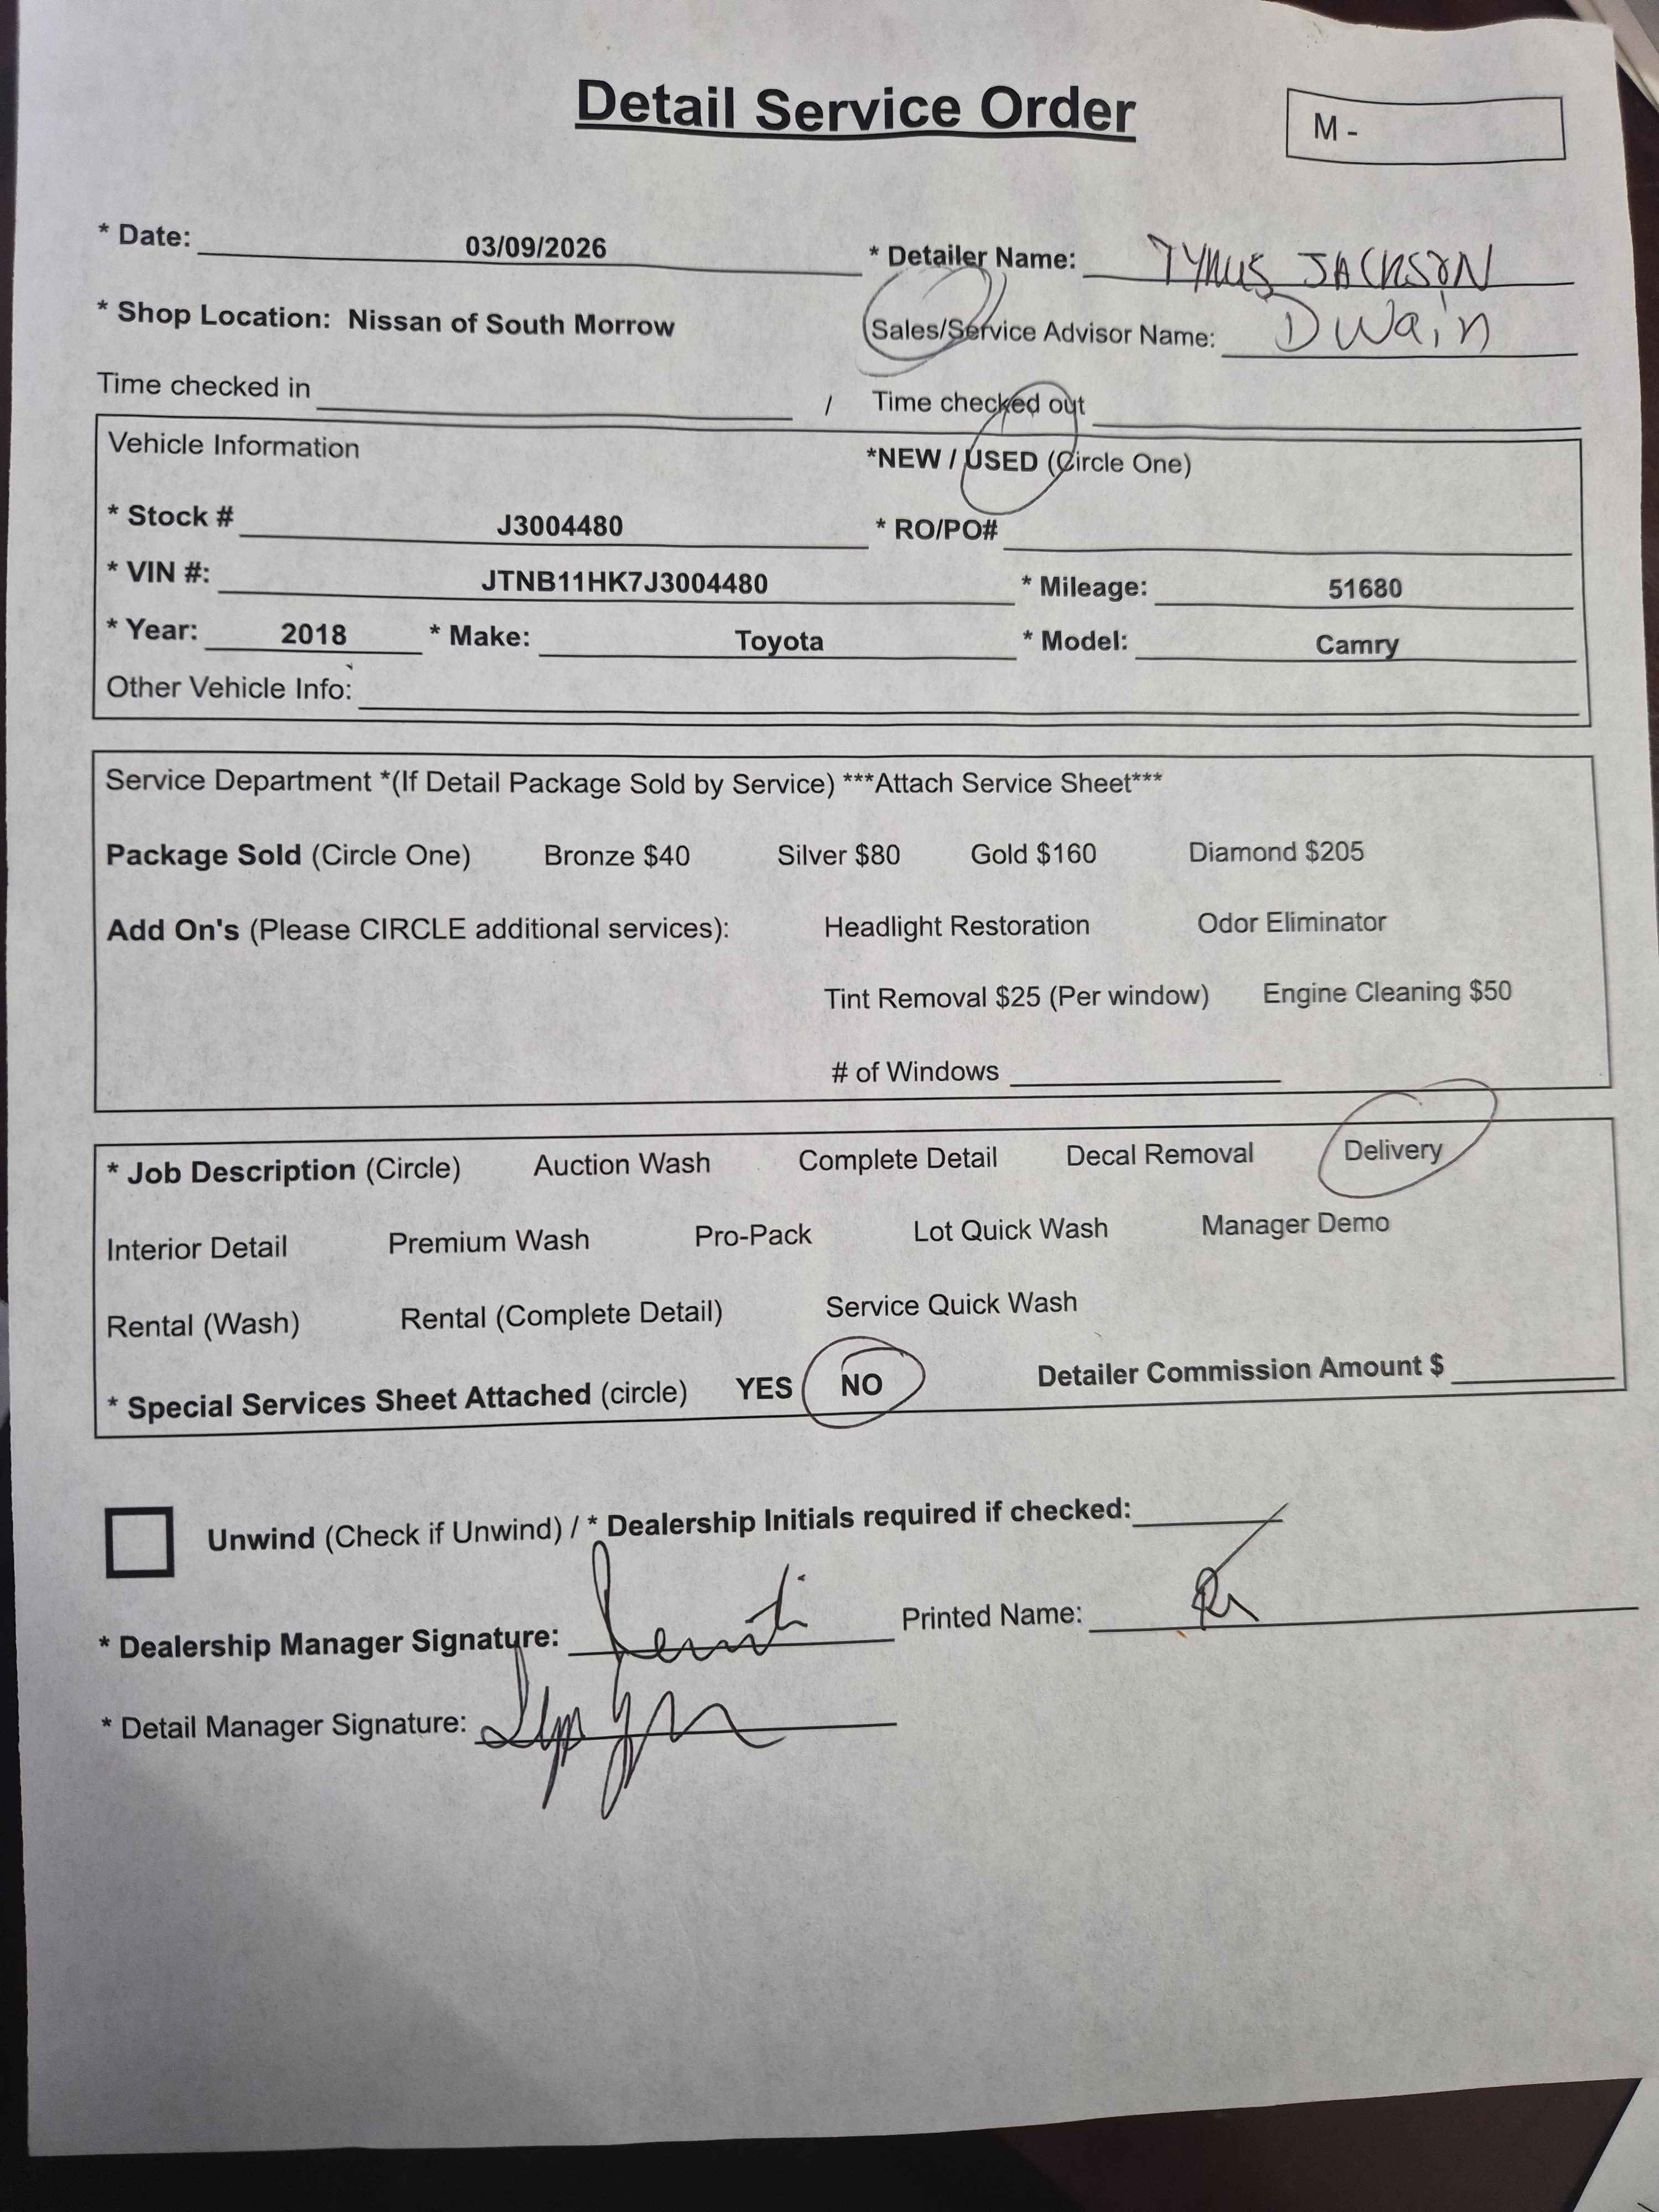 Detail Service Order
M -
* Date: 03/09/2026
* Detailer Name: TYRUS JACKSON
* Shop Location: Nissan of South Morrow
Sales/Service Advisor Name: Dwain
Time checked in / Time checked out
Vehicle Information
*NEW / USED (Circle One)
* Stock # J3004480 * RO/PO#
* VIN #: JTNB11HK7J3004480 * Mileage: 51680
* Year: 2018 * Make: Toyota * Model: Camry
Other Vehicle Info:
Service Department *(If Detail Package Sold by Service) ***Attach Service Sheet***
Package Sold (Circle One) Bronze $40 Silver $80 Gold $160 Diamond $205
Add On's (Please CIRCLE additional services): Headlight Restoration Odor Eliminator
Tint Removal $25 (Per window) Engine Cleaning $50
# of Windows
* Job Description (Circle) Auction Wash Complete Detail Decal Removal Delivery
Interior Detail Premium Wash Pro-Pack Lot Quick Wash Manager Demo
Rental (Wash) Rental (Complete Detail) Service Quick Wash
* Special Services Sheet Attached (circle) YES NO Detailer Commission Amount $
Unwind (Check if Unwind) / * Dealership Initials required if checked:
* Dealership Manager Signature: Printed Name:
* Detail Manager Signature: